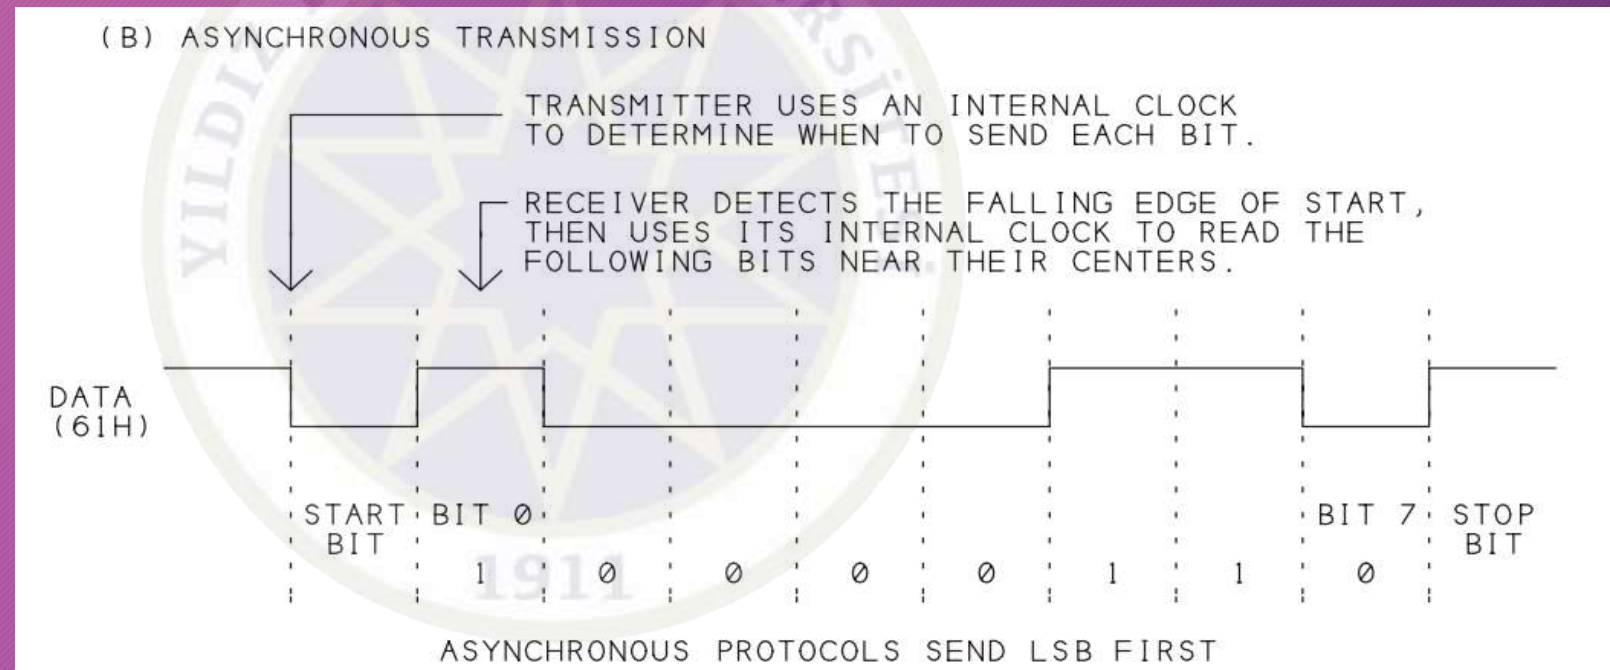 (B) ASYNCHRONOUS TRANSMISSION
TRANSMITTER USES AN INTERNAL CLOCK
TO DETERMINE WHEN TO SEND EACH BIT.
RECEIVER DETECTS THE FALLING EDGE OF START,
THEN USES ITS INTERNAL CLOCK TO READ THE
FOLLOWING BITS NEAR THEIR CENTERS.
DATA
(61H)
START BIT 0 BIT 7 STOP
BIT BIT
1 0 0 0 0 1 1 0
ASYNCHRONOUS PROTOCOLS SEND LSB FIRST
YILDIZ
1911